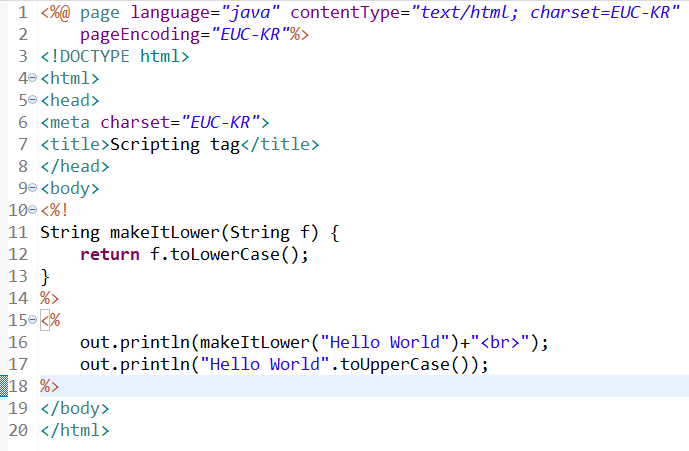 1 <%@ page language="java" contentType="text/html; charset=EUC-KR"
2     pageEncoding="EUC-KR"%>
3 <!DOCTYPE html>
4 <html>
5 <head>
6 <meta charset="EUC-KR">
7 <title>Scripting tag</title>
8 </head>
9 <body>
10 <%!
11 String makeItLower(String f) {
12     return f.toLowerCase();
13 }
14 %>
15 <%
16     out.println(makeItLower("Hello World")+"<br>");
17     out.println("Hello World".toUpperCase());
18 %>
19 </body>
20 </html>